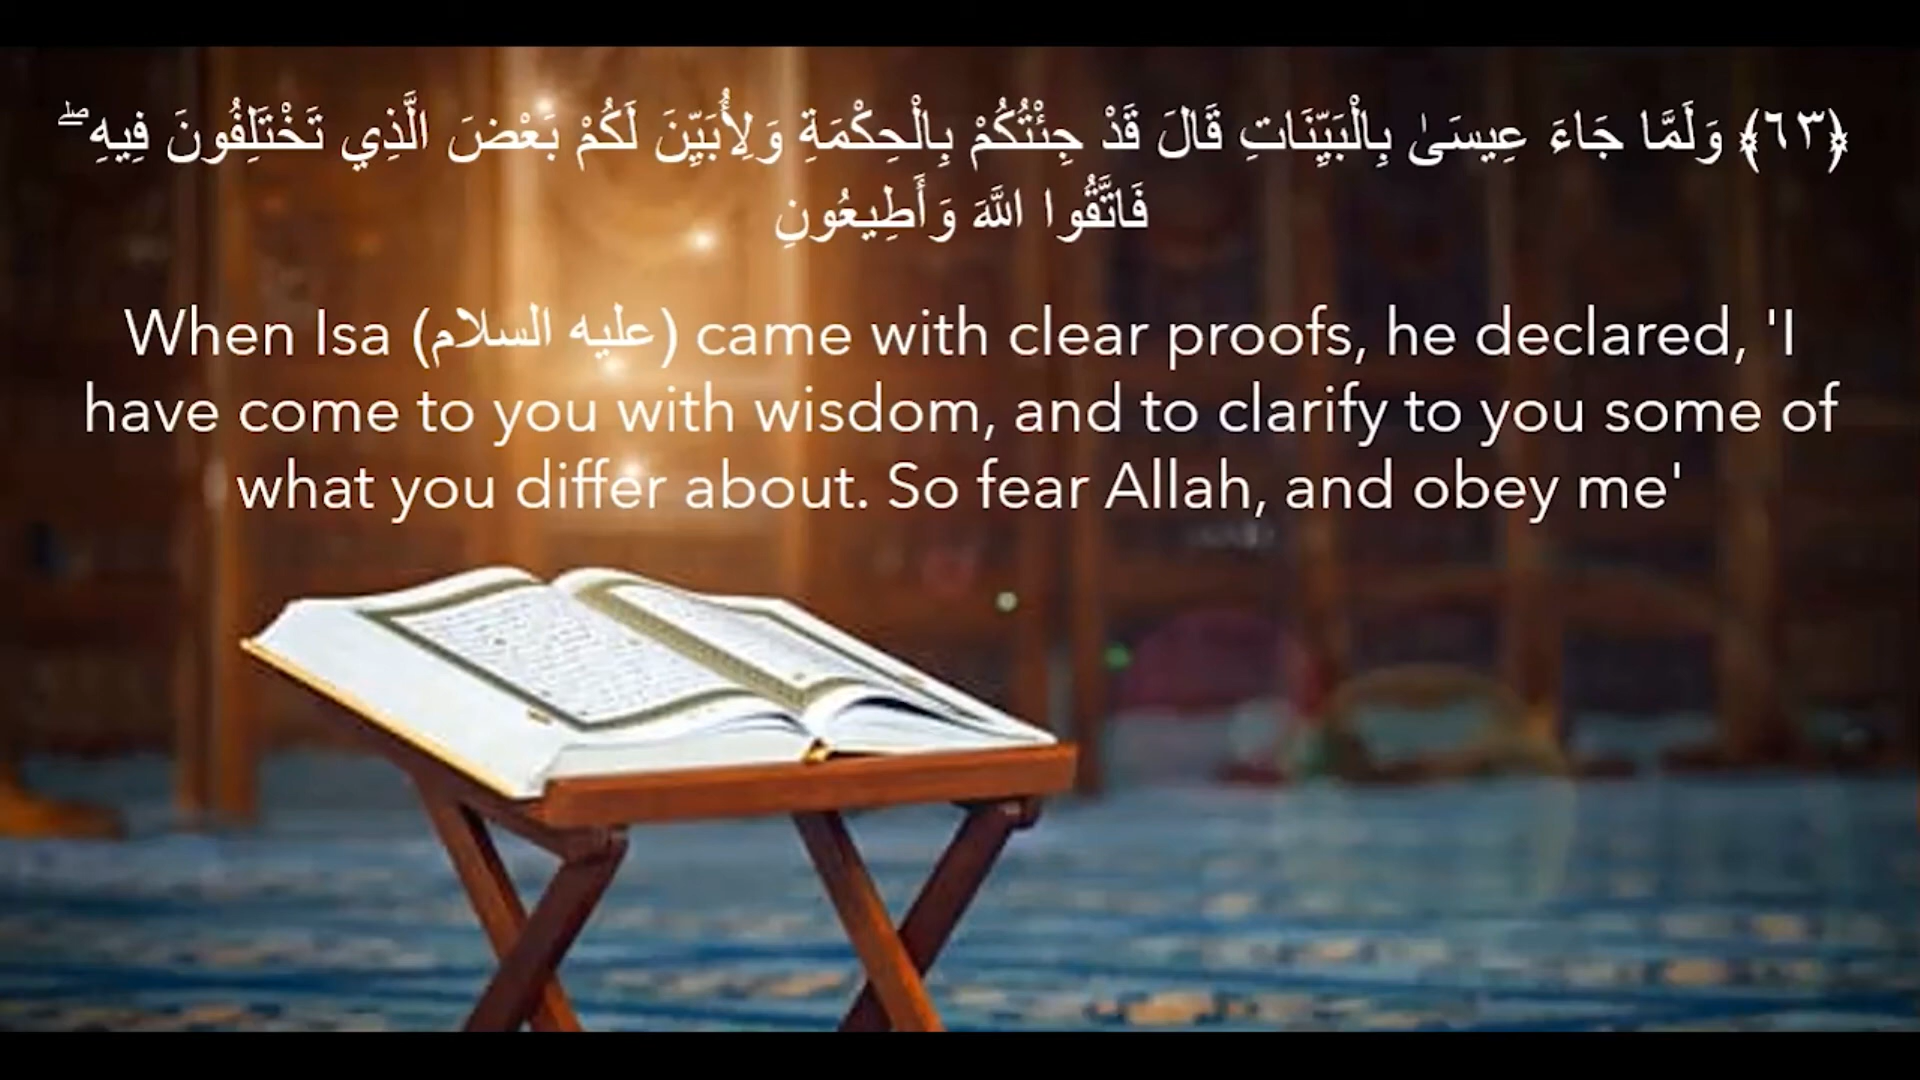 ﴿٦٣﴾ وَلَمَّا جَاءَ عِيسَىٰ بِالْبَيِّنَاتِ قَالَ قَدْ جِئْتُكُمْ بِالْحِكْمَةِ وَلِأُبَيِّنَ لَكُمْ بَعْضَ الَّذِي تَخْتَلِفُونَ فِيهِ ۖ
فَاتَّقُوا اللَّهَ وَأَطِيعُونِ
When Isa (عليه السلام) came with clear proofs, he declared, 'I
have come to you with wisdom, and to clarify to you some of
what you differ about. So fear Allah, and obey me'